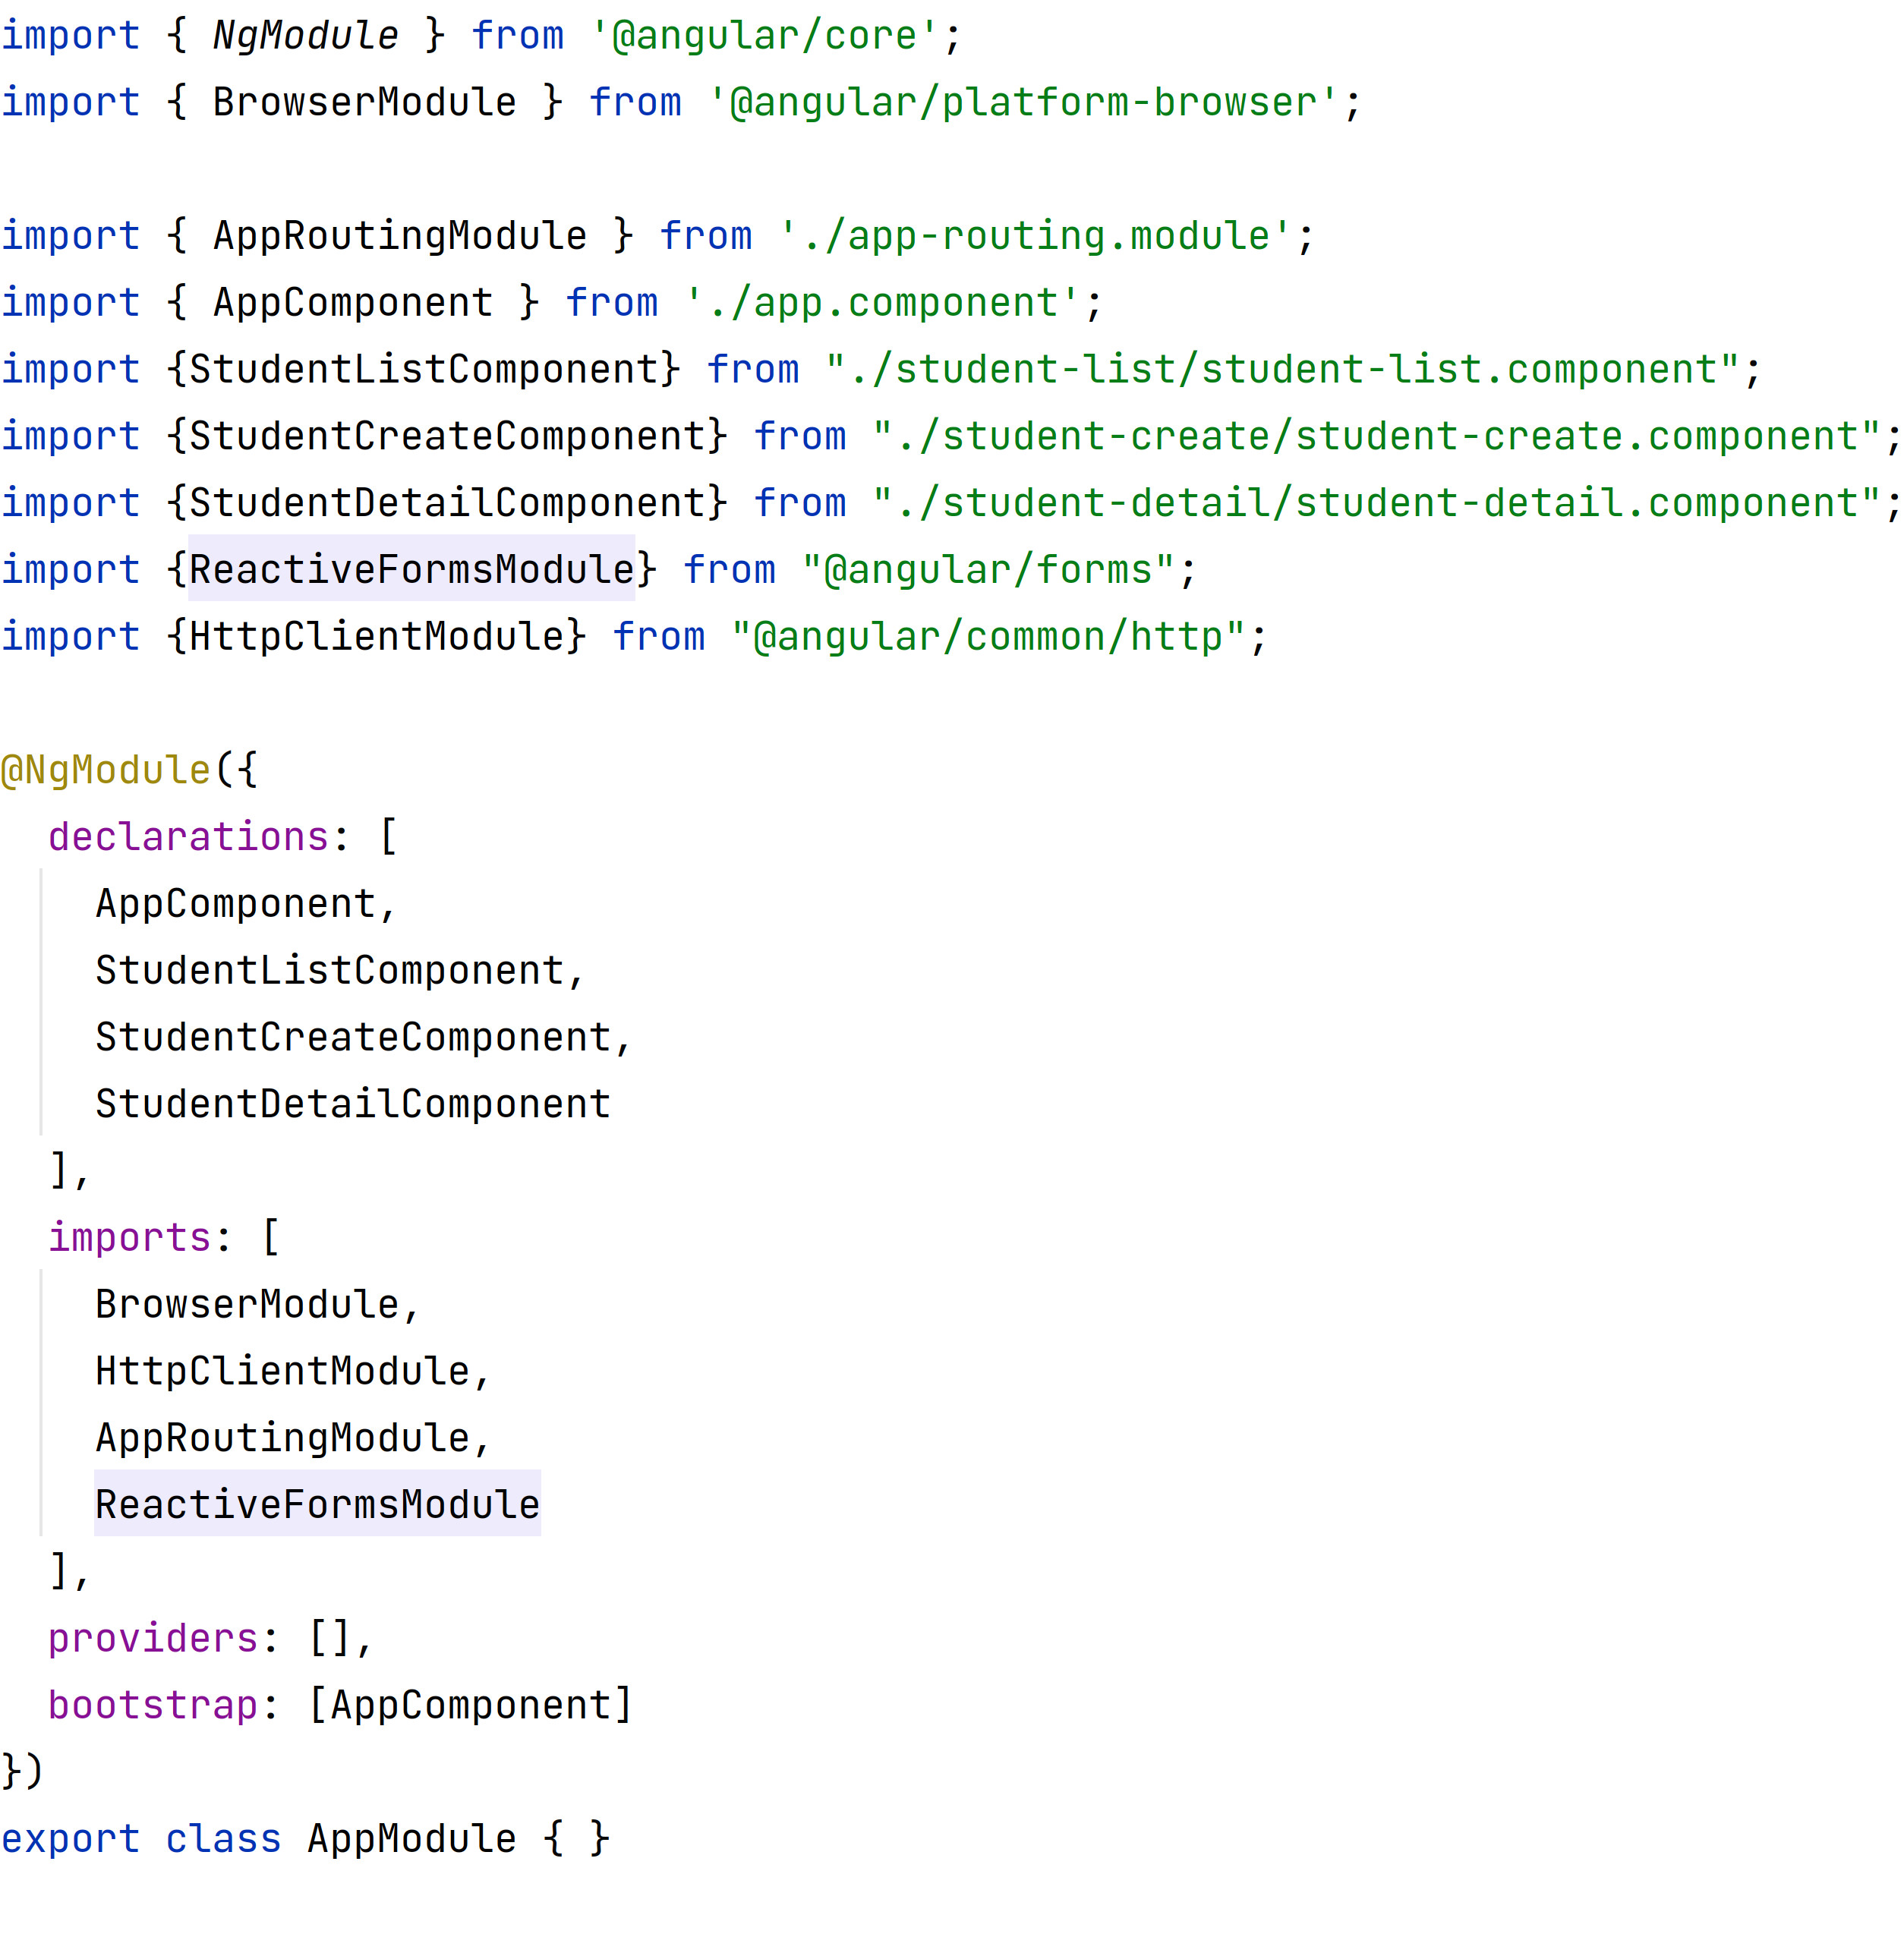 import { NgModule } from '@angular/core';
import { BrowserModule } from '@angular/platform-browser';

import { AppRoutingModule } from './app-routing.module';
import { AppComponent } from './app.component';
import {StudentListComponent} from "./student-list/student-list.component";
import {StudentCreateComponent} from "./student-create/student-create.component";
import {StudentDetailComponent} from "./student-detail/student-detail.component";
import {ReactiveFormsModule} from "@angular/forms";
import {HttpClientModule} from "@angular/common/http";

@NgModule({
  declarations: [
    AppComponent,
    StudentListComponent,
    StudentCreateComponent,
    StudentDetailComponent
  ],
  imports: [
    BrowserModule,
    HttpClientModule,
    AppRoutingModule,
    ReactiveFormsModule
  ],
  providers: [],
  bootstrap: [AppComponent]
})
export class AppModule { }